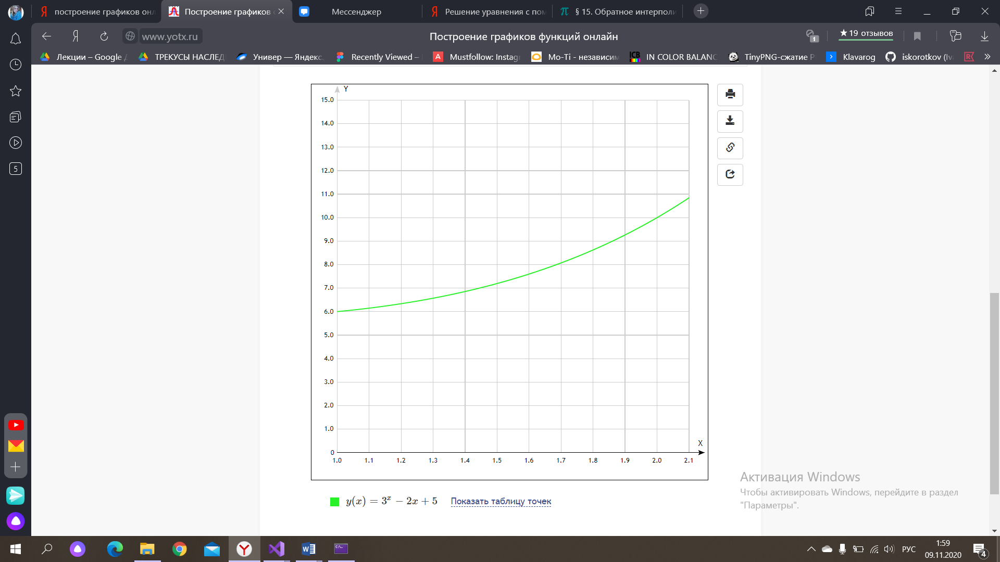 построение графиков онл
Построение графиков
Мессенджер
Решение уравнения с пом
§ 15. Обратное интерполи
Я
www.yotx.ru
Построение графиков функций онлайн
1
★ 19 отзывов
Лекции – Google
ТРЕКУСЫ НАСЛЕД
Универ — Яндекс.
Recently Viewed –
Mustfollow: Instag
Mo-Ti - независим
ICB
IN COLOR BALANC
TinyPNG-сжатие P
Klavarog
iskorotkov (Iv
5
Y
15.0
14.0
13.0
12.0
11.0
10.0
9.0
8.0
7.0
6.0
5.0
4.0
3.0
2.0
1.0
0
X
1.0 1.1 1.2 1.3 1.4 1.5 1.6 1.7 1.8 1.9 2.0 2.1
y(x) = 3^x − 2x + 5 Показать таблицу точек
Активация Windows
Чтобы активировать Windows, перейдите в раздел
"Параметры".
РУС
1:59
09.11.2020
4